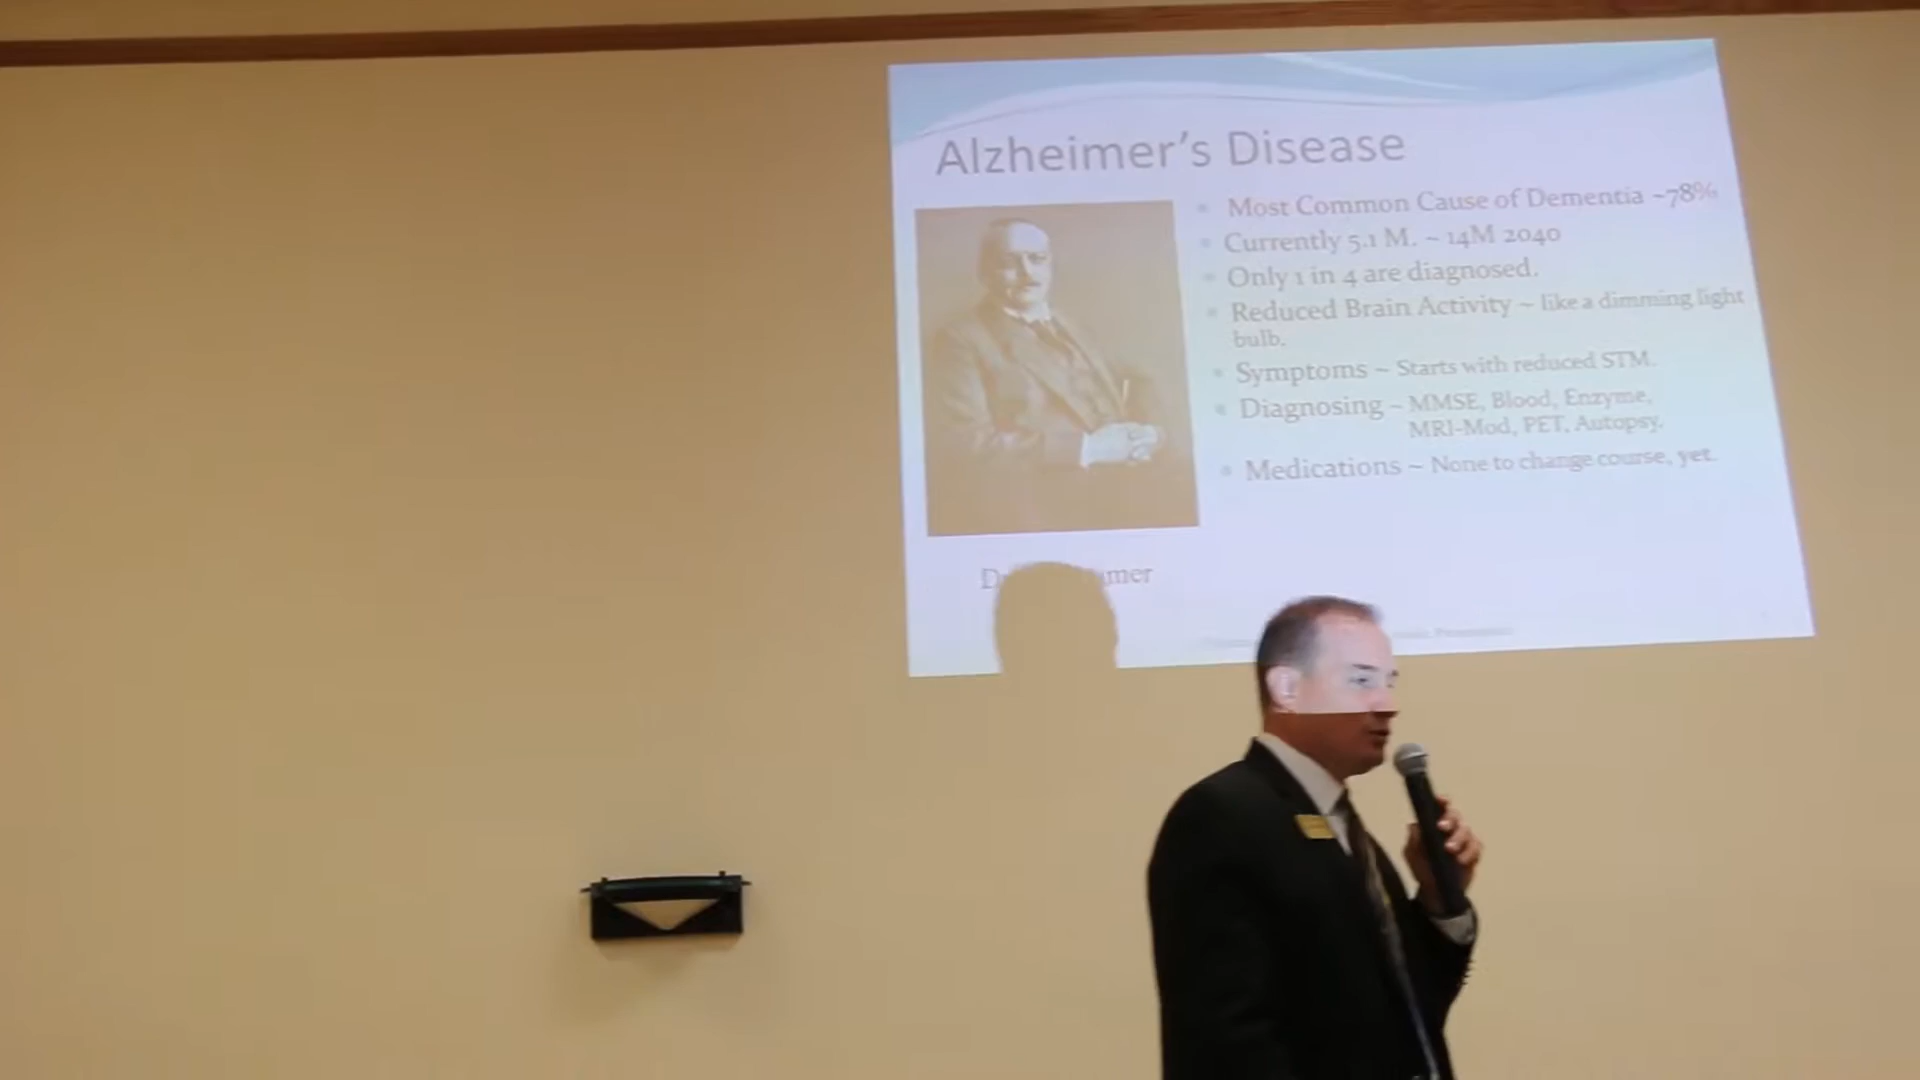 Alzheimer's Disease
• Most Common Cause of Dementia ~78%
• Currently 5.1 M. ~ 14M 2040
• Only 1 in 4 are diagnosed.
• Reduced Brain Activity ~ like a dimming light
bulb.
• Symptoms ~ Starts with reduced STM.
• Diagnosing ~ MMSE, Blood, Enzyme,
MRI-Mod, PET, Autopsy.
• Medications ~ None to change course, yet.